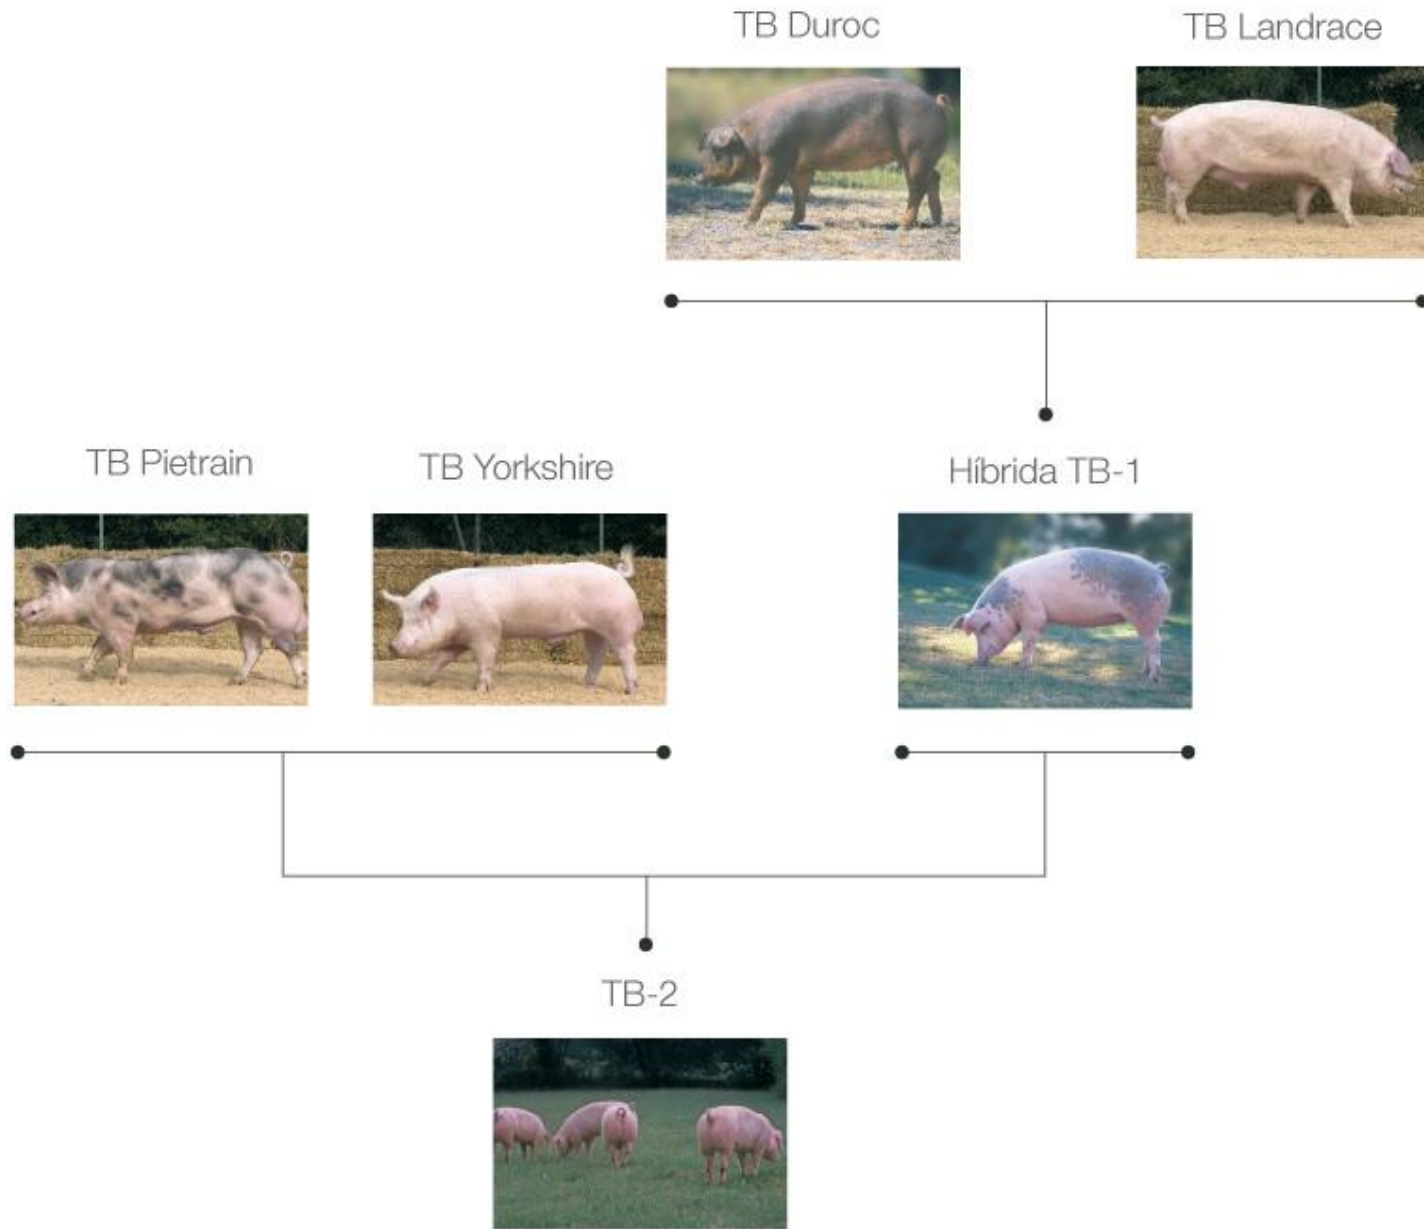 TB Duroc
TB Landrace
TB Pietrain
TB Yorkshire
Híbrida TB-1
TB-2